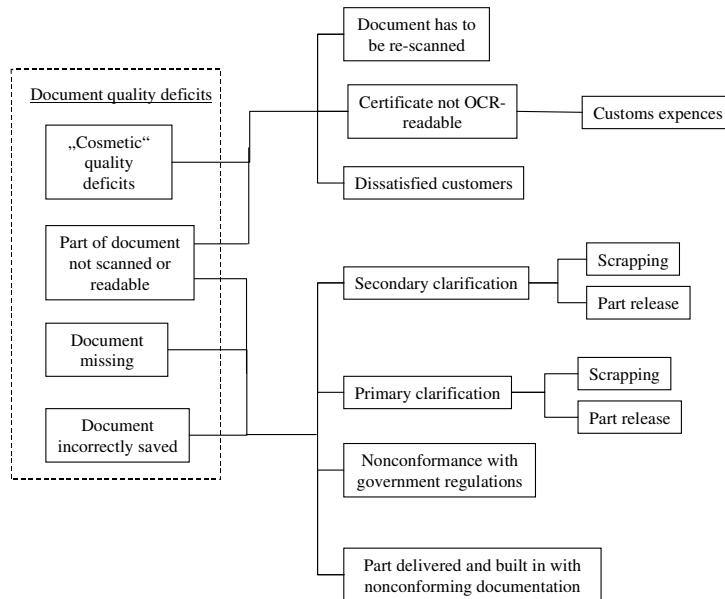 Document quality deficits
„Cosmetic“
quality
deficits
Part of document
not scanned or
readable
Document
missing
Document
incorrectly saved
Document has to
be re-scanned
Certificate not OCR-
readable
Customs expences
Dissatisfied customers
Secondary clarification
Scrapping
Part release
Primary clarification
Scrapping
Part release
Nonconformance with
government regulations
Part delivered and built in with
nonconforming documentation